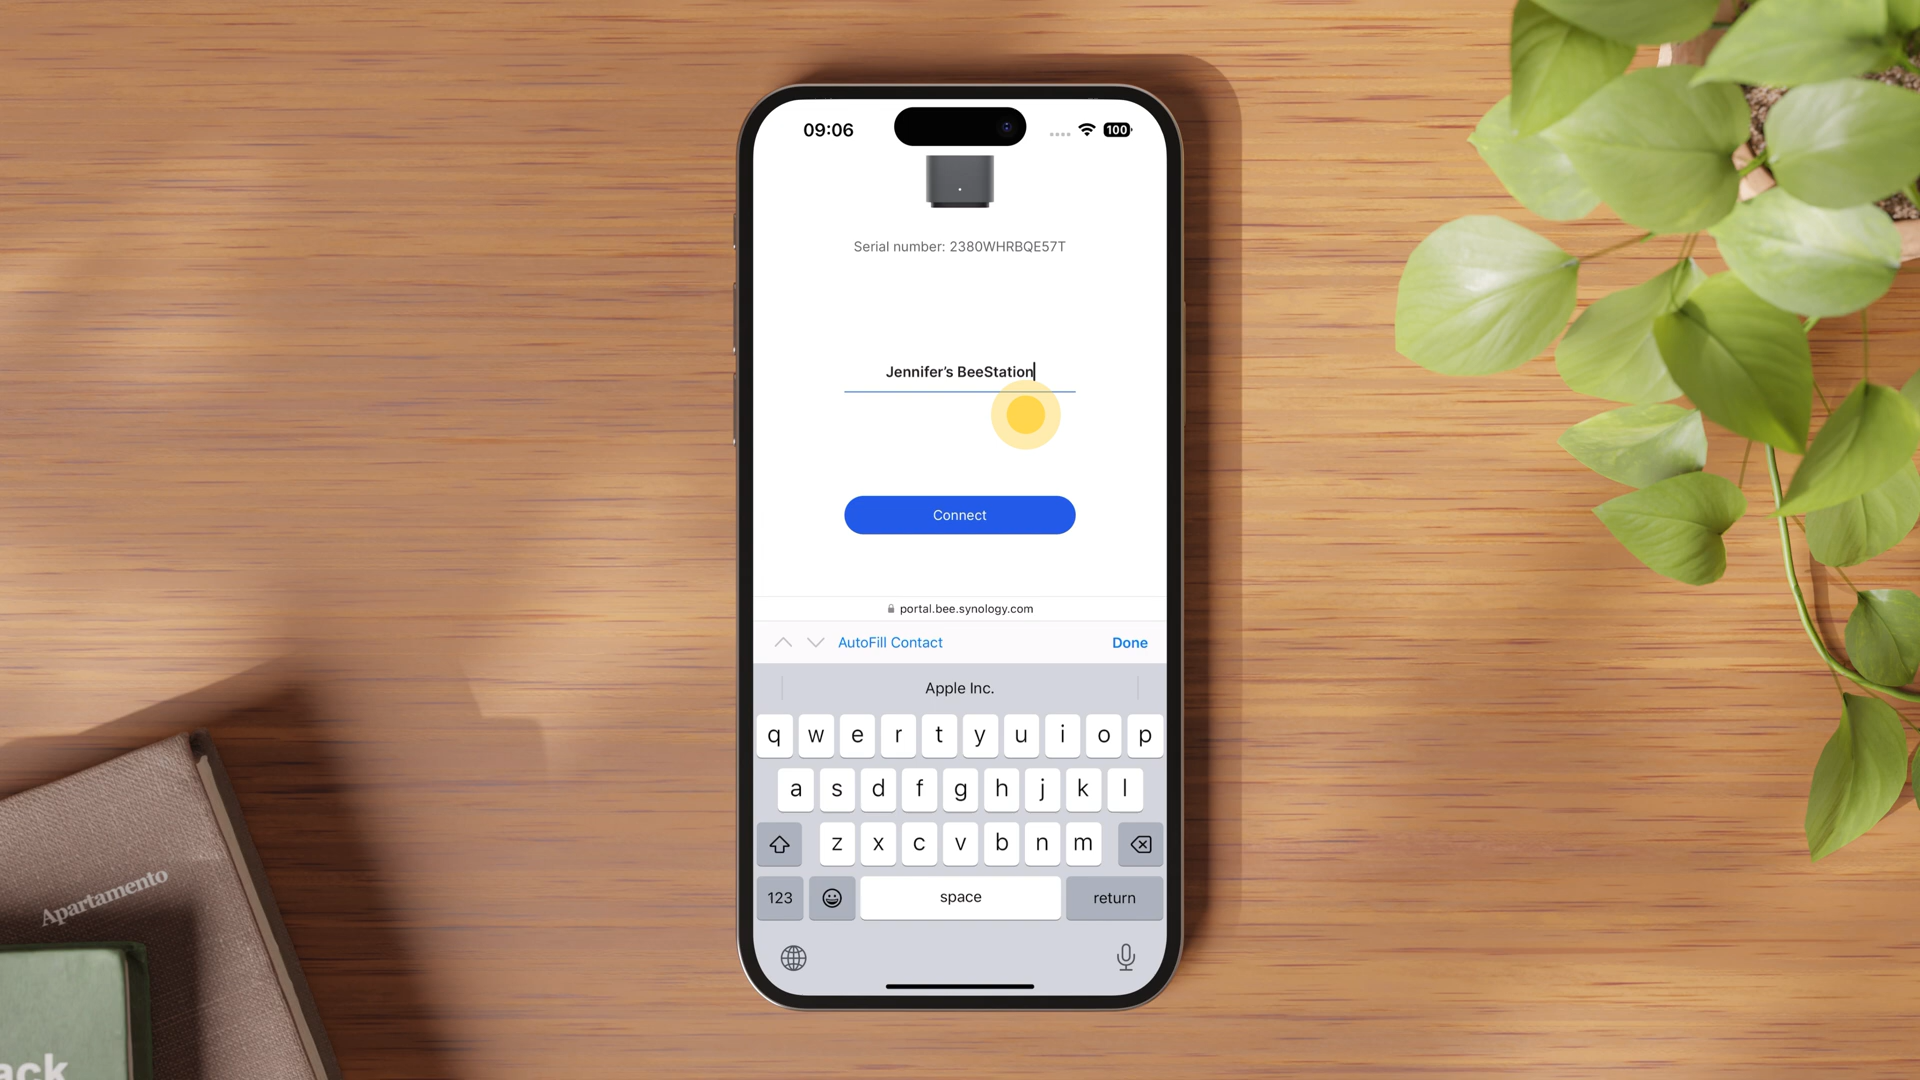 09:06
100
Serial number: 2380WHRBQE57T
Jennifer's BeeStation
Connect
portal.bee.synology.com
AutoFill Contact
Done
Apple Inc.
q w e r t y u i o p
a s d f g h j k l
z x c v b n m
123
space
return
Apartamento
ack